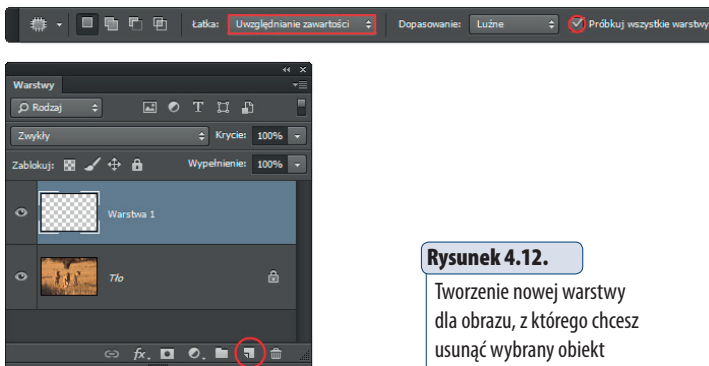 Łatka: Uwzględnianie zawartości Dopasowanie: Luźne Próbkuj wszystkie warstwy
Warstwy
Rodzaj
Zwykły Krycie: 100%
Zablokuj: Wypełnienie: 100%
Warstwa 1
Tło
fx.
Rysunek 4.12.
Tworzenie nowej warstwy
dla obrazu, z którego chcesz
usunąć wybrany obiekt